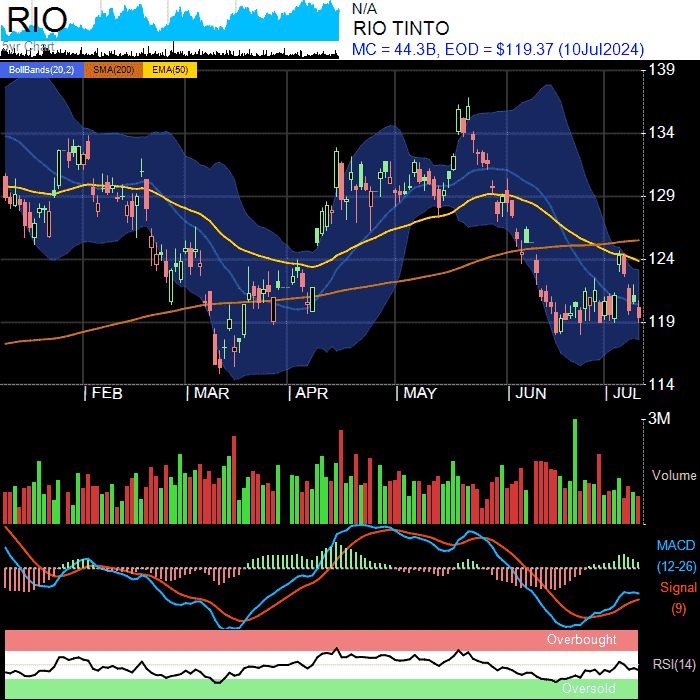 RIO
5yr Chart
N/A
RIO TINTO
MC = 44.3B, EOD = $119.37 (10Jul2024)
BollBands(20,2) SMA(200) EMA(50)
139
134
129
124
119
114
FEB MAR APR MAY JUN JUL
3M
Volume
MACD
(12-26)
Signal
(9)
Overbought
RSI(14)
Oversold